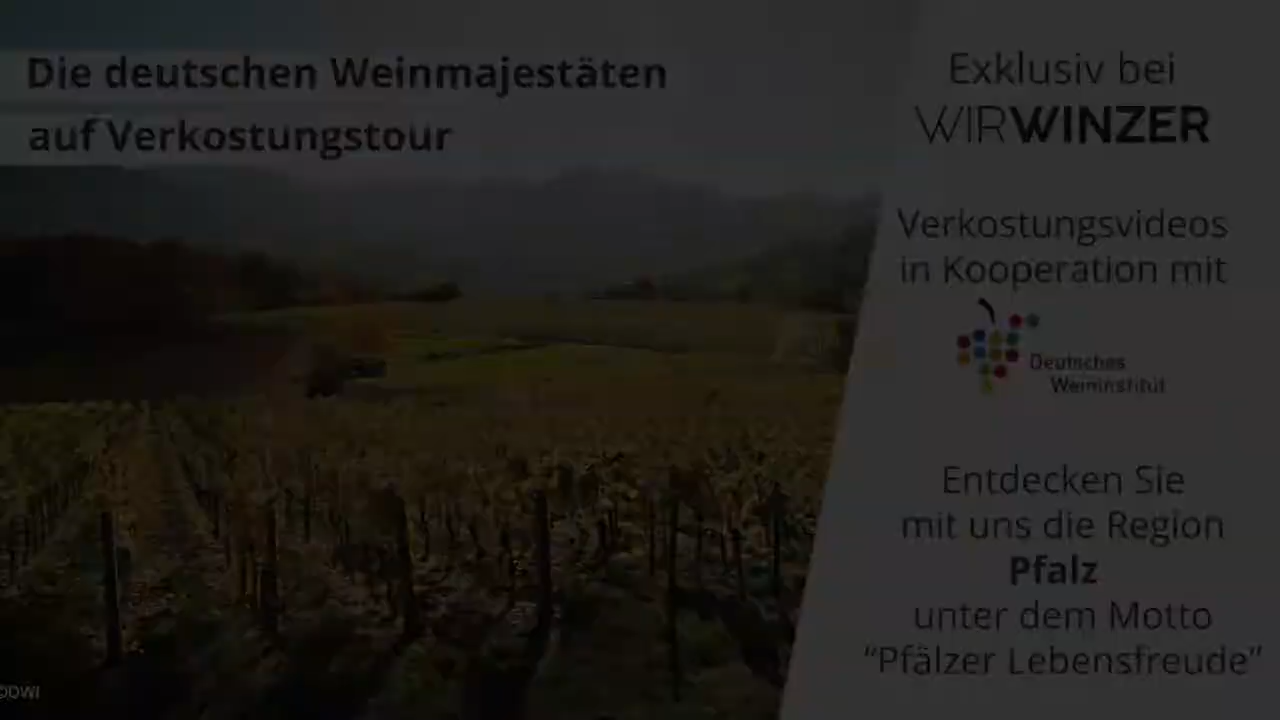 Die deutschen Weinmajestäten
auf Verkostungstour
Exklusiv bei
WIRWINZER
Verkostungsvideos
in Kooperation mit
Deutsches
Weininstitut
Entdecken Sie
mit uns die Region
Pfalz
unter dem Motto
“Pfälzer Lebensfreude”
©DWI